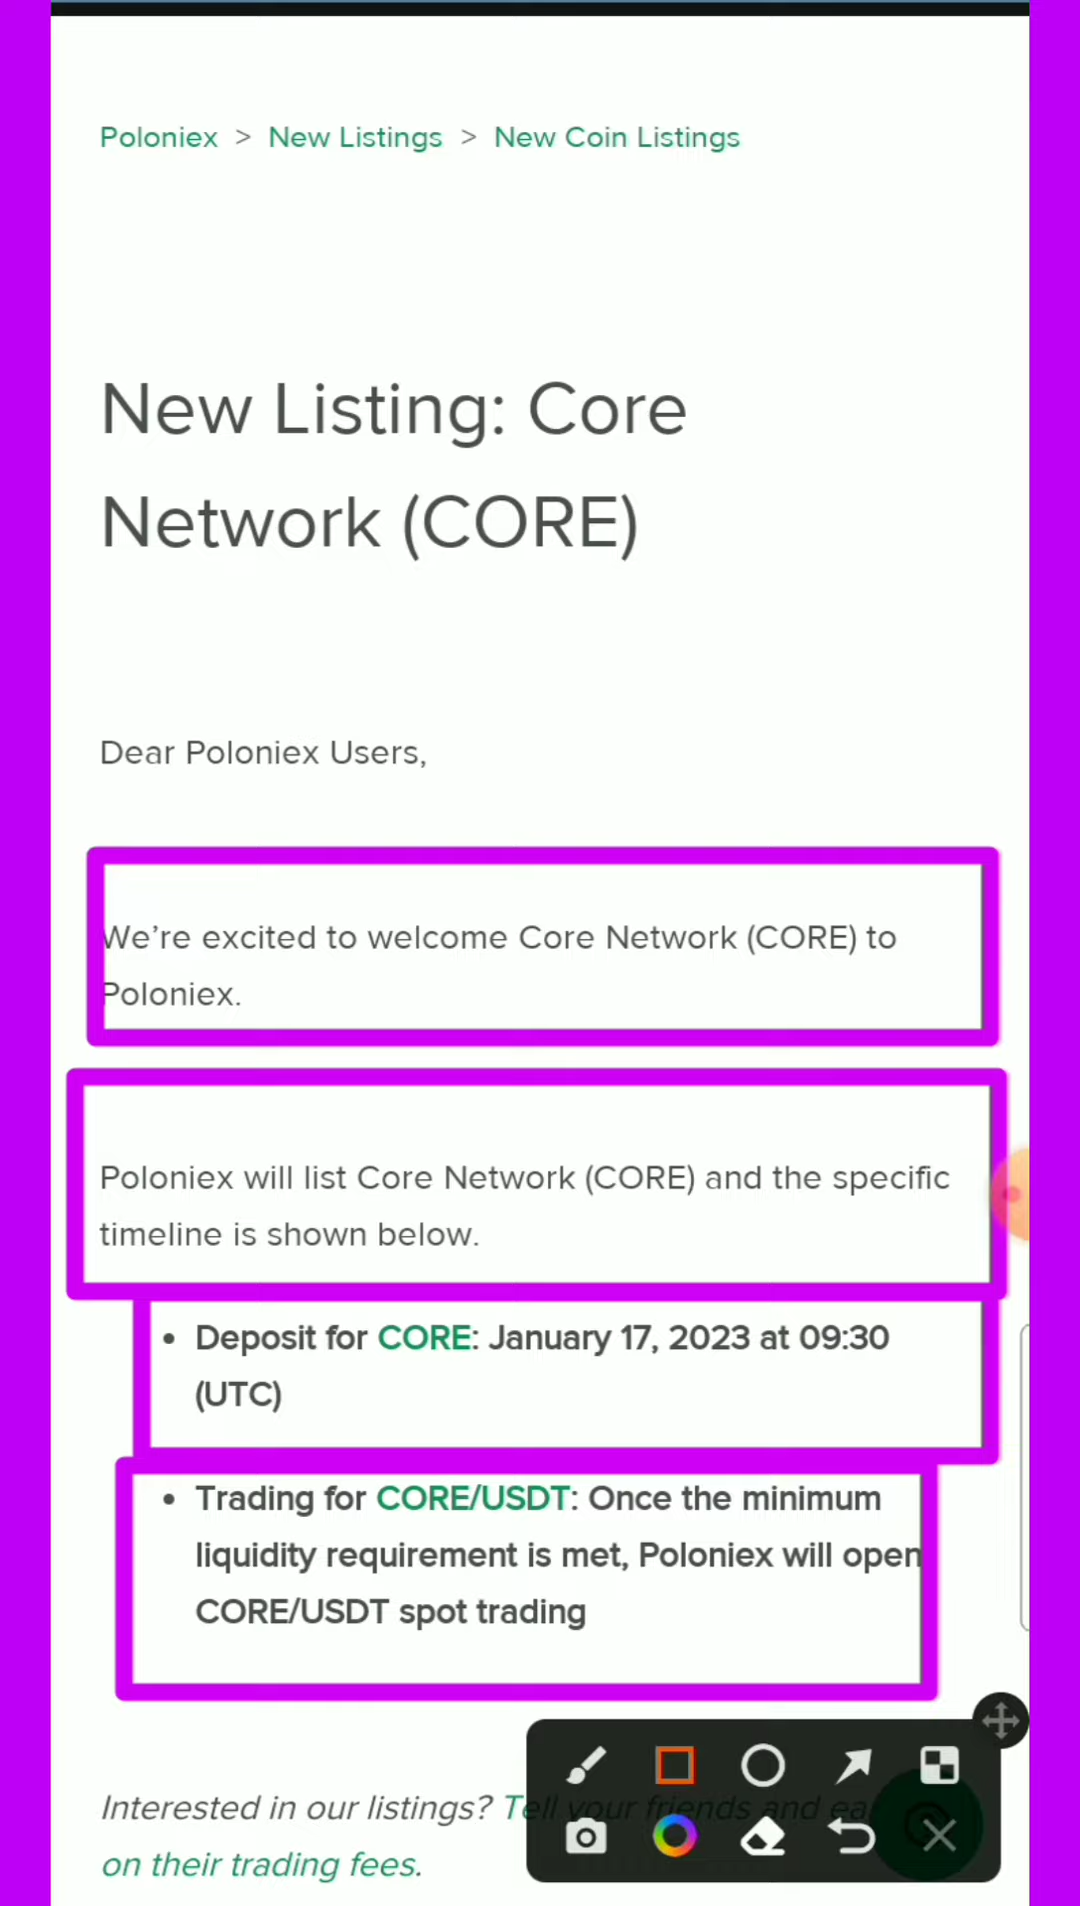 Poloniex > New Listings > New Coin Listings
New Listing: Core
Network (CORE)
Dear Poloniex Users,
We’re excited to welcome Core Network (CORE) to
Poloniex.
Poloniex will list Core Network (CORE) and the specific
timeline is shown below.
• Deposit for CORE: January 17, 2023 at 09:30
(UTC)
• Trading for CORE/USDT: Once the minimum
liquidity requirement is met, Poloniex will open
CORE/USDT spot trading
Interested in our listings? Tell your friends and
on their trading fees.